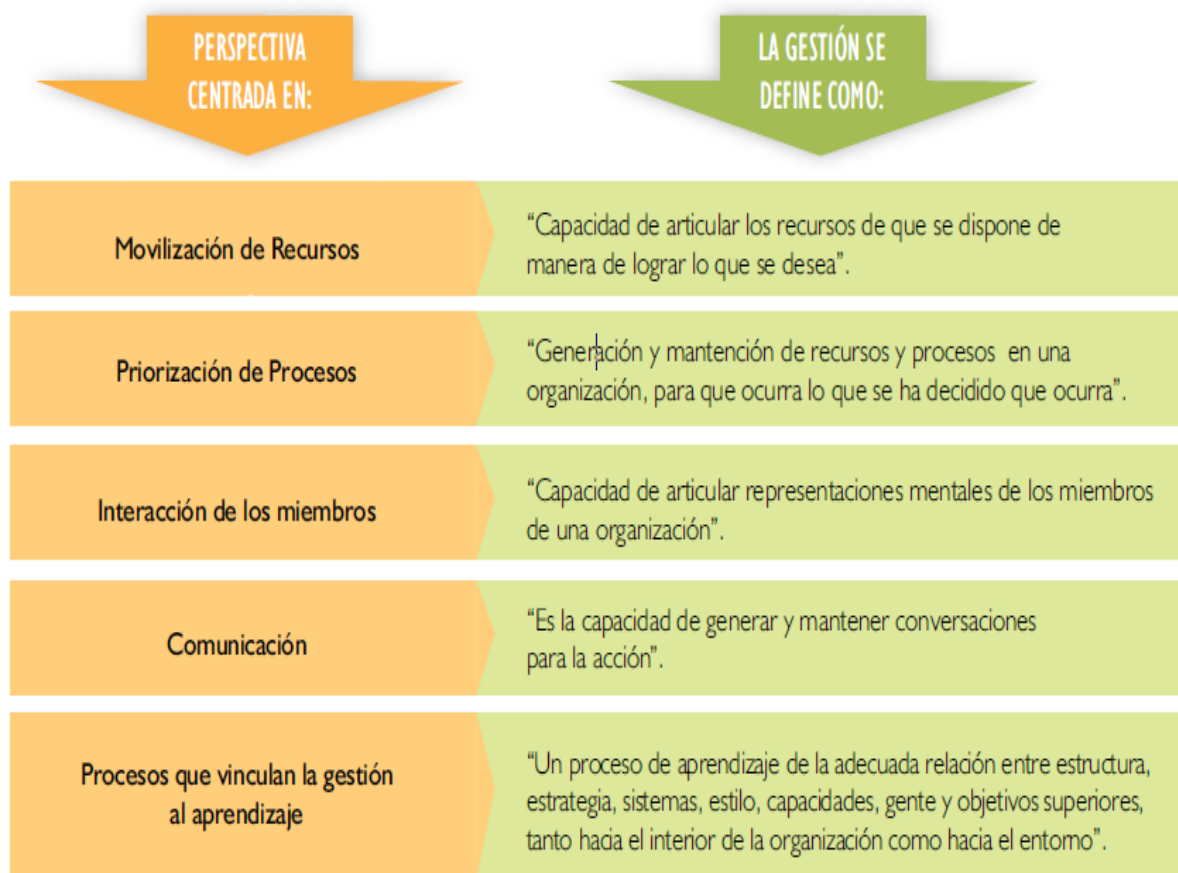 PERSPECTIVA
CENTRADA EN:
LA GESTIÓN SE
DEFINE COMO:
Movilización de Recursos
“Capacidad de articular los recursos de que se dispone de
manera de lograr lo que se desea”.
Priorización de Procesos
“Generación y mantención de recursos y procesos en una
organización, para que ocurra lo que se ha decidido que ocurra”.
Interacción de los miembros
“Capacidad de articular representaciones mentales de los miembros
de una organización”.
Comunicación
“Es la capacidad de generar y mantener conversaciones
para la acción”.
Procesos que vinculan la gestión
al aprendizaje
“Un proceso de aprendizaje de la adecuada relación entre estructura,
estrategia, sistemas, estilo, capacidades, gente y objetivos superiores,
tanto hacia el interior de la organización como hacia el entorno”.